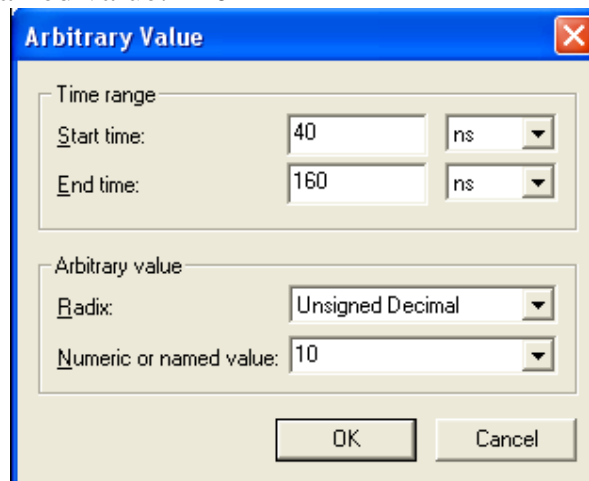 Arbitrary Value
Time range
Start time: 40 ns
End time: 160 ns
Arbitrary value
Radix: Unsigned Decimal
Numeric or named value: 10
OK Cancel